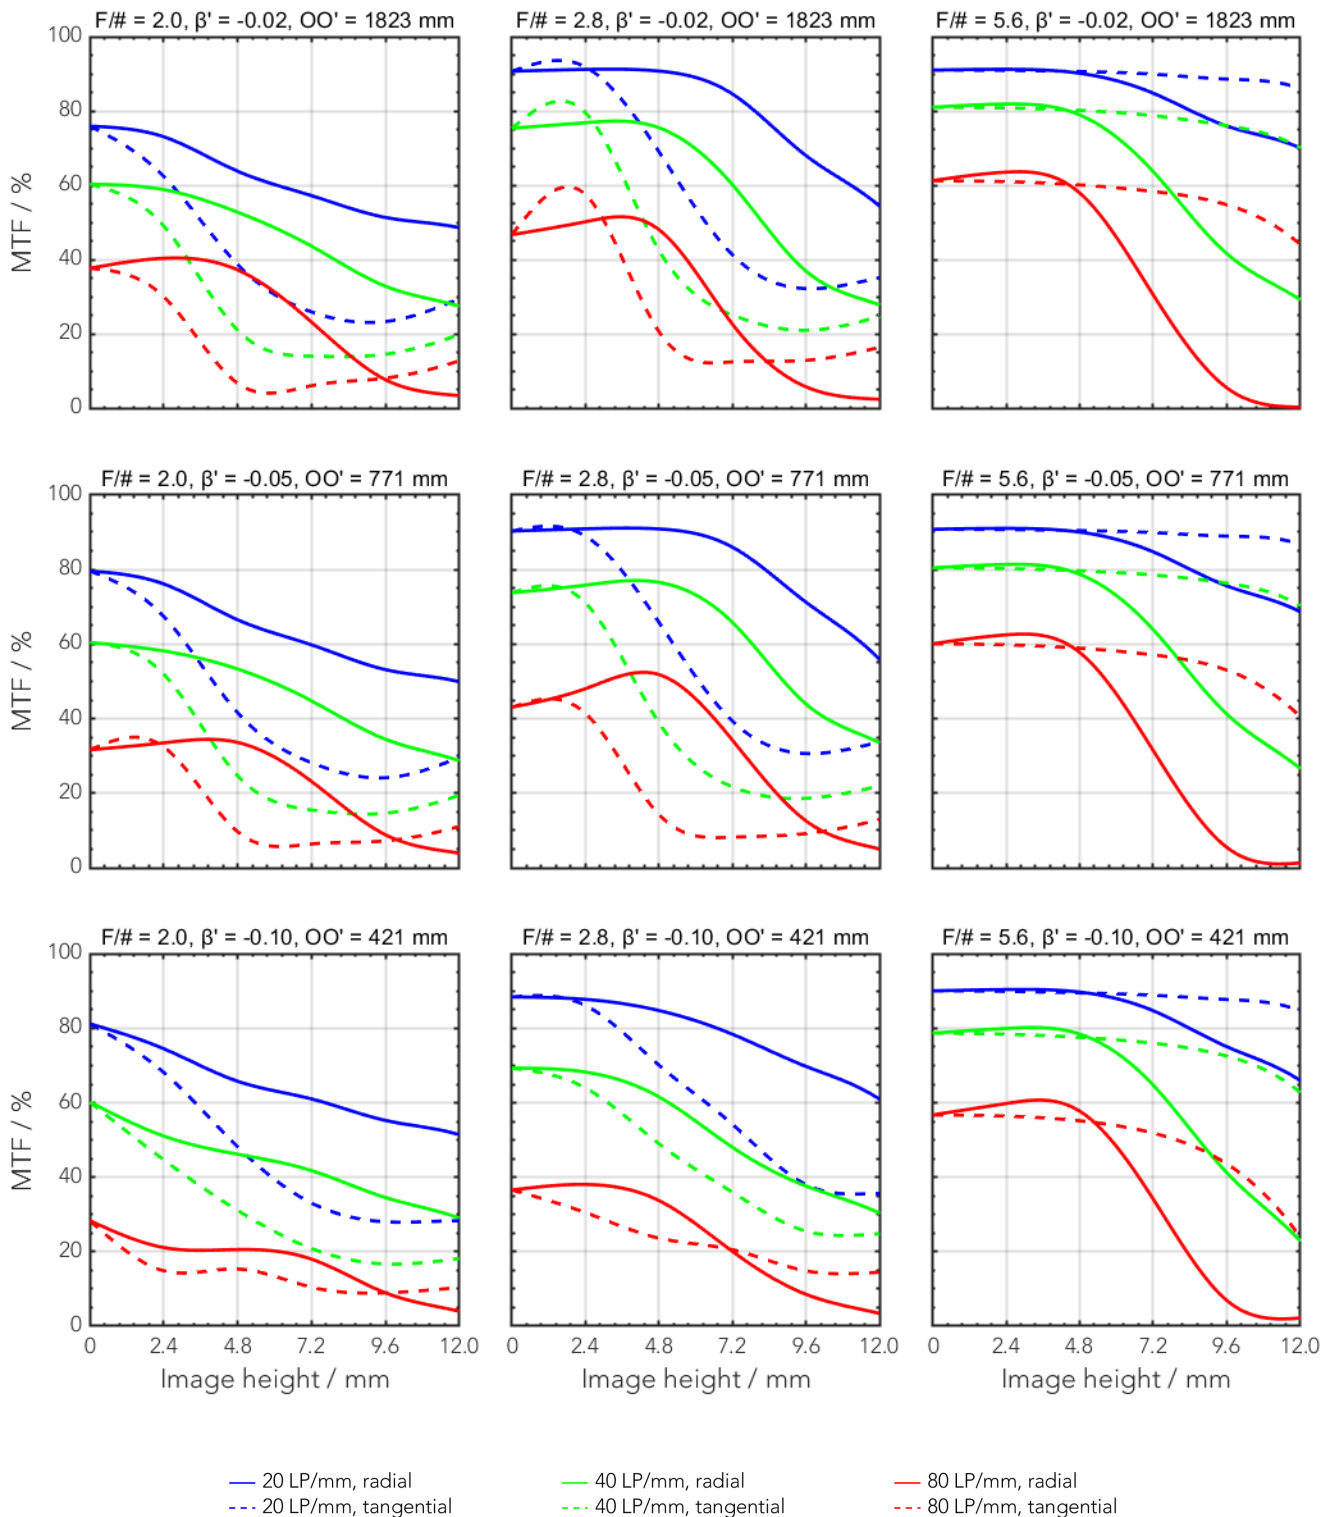 F/# = 2.0, β' = -0.02, OO' = 1823 mm
F/# = 2.8, β' = -0.02, OO' = 1823 mm
F/# = 5.6, β' = -0.02, OO' = 1823 mm
100
80
60
40
20
0
MTF / %
F/# = 2.0, β' = -0.05, OO' = 771 mm
F/# = 2.8, β' = -0.05, OO' = 771 mm
F/# = 5.6, β' = -0.05, OO' = 771 mm
100
80
60
40
20
0
MTF / %
F/# = 2.0, β' = -0.10, OO' = 421 mm
F/# = 2.8, β' = -0.10, OO' = 421 mm
F/# = 5.6, β' = -0.10, OO' = 421 mm
100
80
60
40
20
0
MTF / %
0 2.4 4.8 7.2 9.6 12.0
0 2.4 4.8 7.2 9.6 12.0
0 2.4 4.8 7.2 9.6 12.0
Image height / mm
Image height / mm
Image height / mm
20 LP/mm, radial
40 LP/mm, radial
80 LP/mm, radial
20 LP/mm, tangential
40 LP/mm, tangential
80 LP/mm, tangential